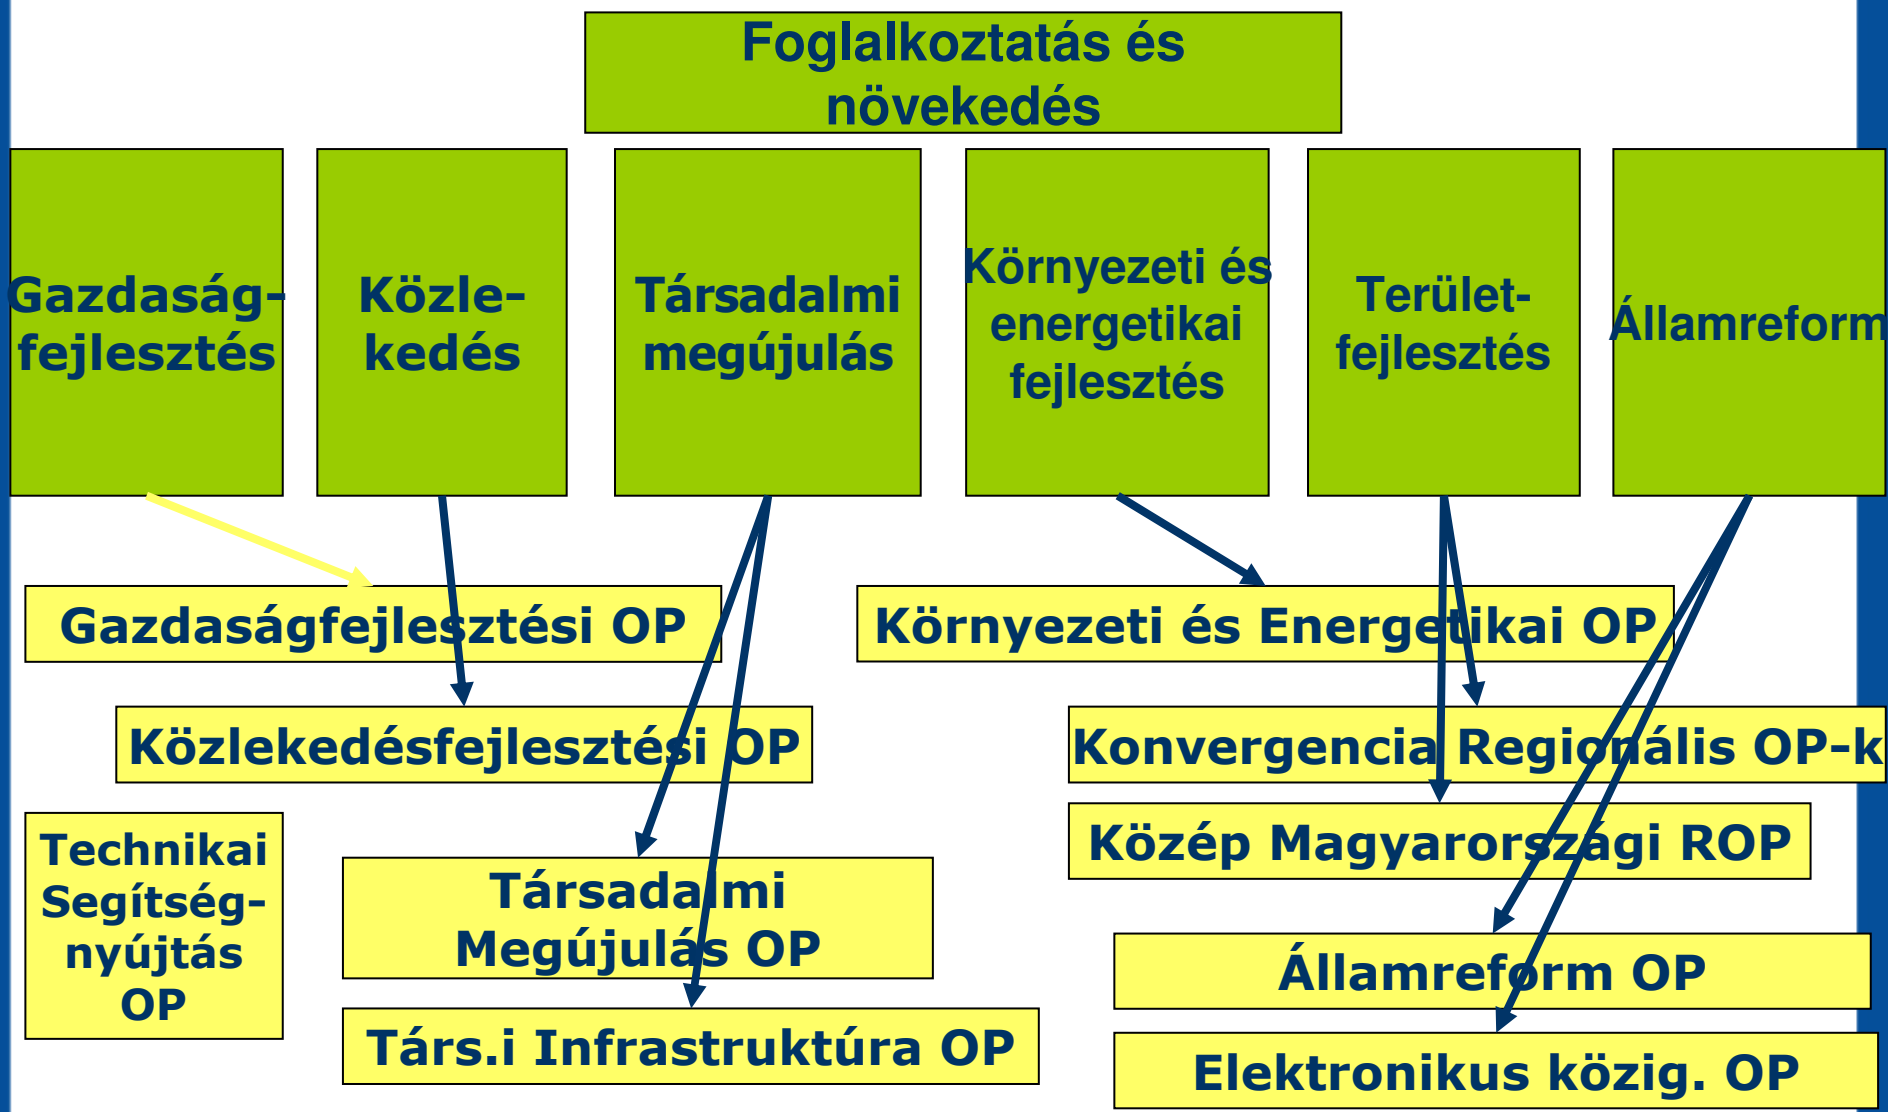 Foglalkoztatás és
növekedés
Gazdaság-
fejlesztés
Közle-
kedés
Társadalmi
megújulás
Környezeti és
energetikai
fejlesztés
Terület-
fejlesztés
Államreform
Gazdaságfejlesztési OP
Környezeti és Energetikai OP
Közlekedésfejlesztési OP
Konvergencia Regionális OP-k
Közép Magyarországi ROP
Technikai
Segítség-
nyújtás
OP
Társadalmi
Megújulás OP
Államreform OP
Társ.i Infrastruktúra OP
Elektronikus közig. OP